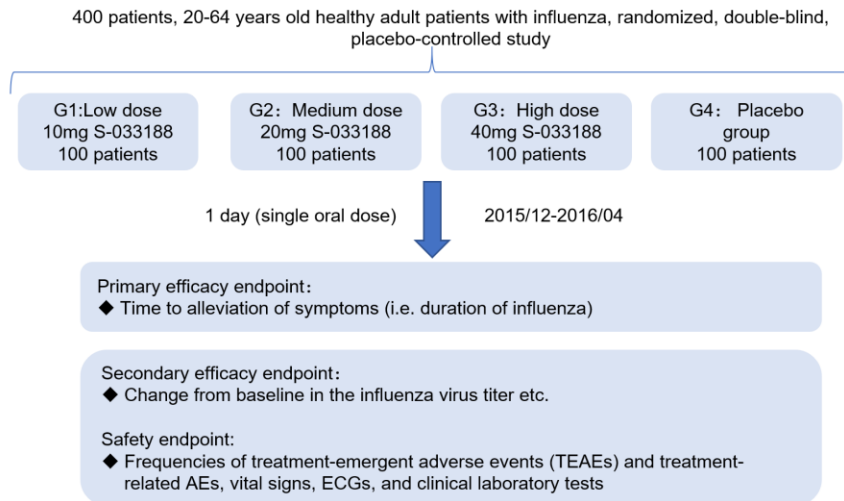 400 patients, 20-64 years old healthy adult patients with influenza, randomized, double-blind,
placebo-controlled study
G1:Low dose
10mg S-033188
100 patients
G2： Medium dose
20mg S-033188
100 patients
G3： High dose
40mg S-033188
100 patients
G4： Placebo
group
100 patients
1 day (single oral dose)
2015/12-2016/04
Primary efficacy endpoint：
◆ Time to alleviation of symptoms (i.e. duration of influenza)
Secondary efficacy endpoint：
◆ Change from baseline in the influenza virus titer etc.
Safety endpoint:
◆ Frequencies of treatment-emergent adverse events (TEAEs) and treatment-
related AEs, vital signs, ECGs, and clinical laboratory tests